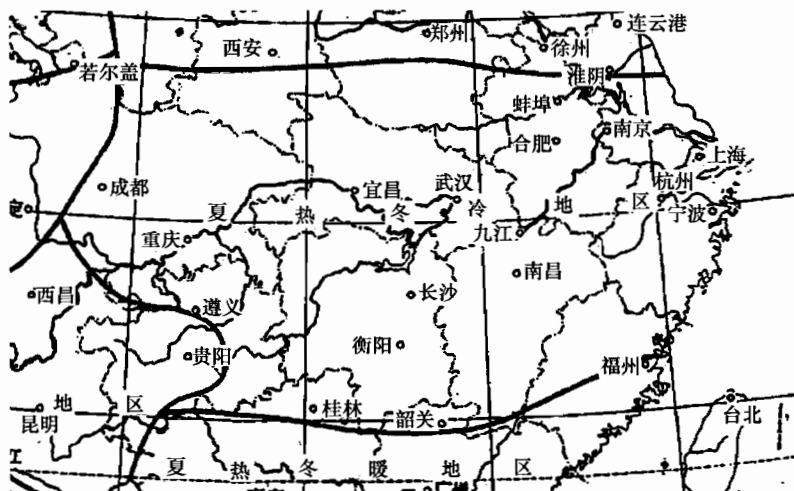 连云港
郑州
徐州
西安
若尔盖
淮阴
蚌埠
南京
合肥
上海
成都
宜昌
武汉
杭州
夏热冬冷地区
宁波
重庆
九江
南昌
西昌
长沙
遵义
衡阳
贵阳
福州
地区
桂林
韶关
台北
昆明
夏热冬暖地区